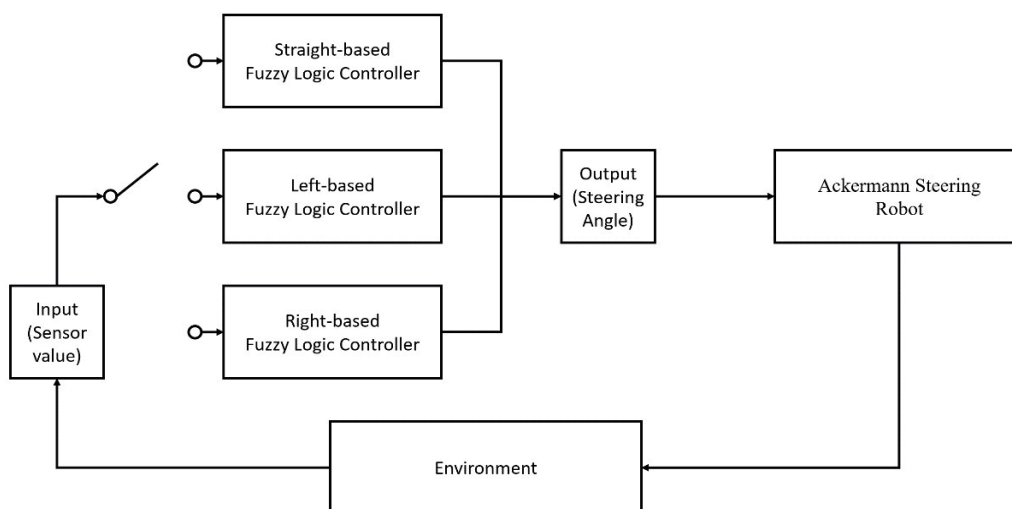 Straight-based
Fuzzy Logic Controller
Left-based
Fuzzy Logic Controller
Output
(Steering
Angle)
Ackermann Steering
Robot
Input
(Sensor
value)
Right-based
Fuzzy Logic Controller
Environment